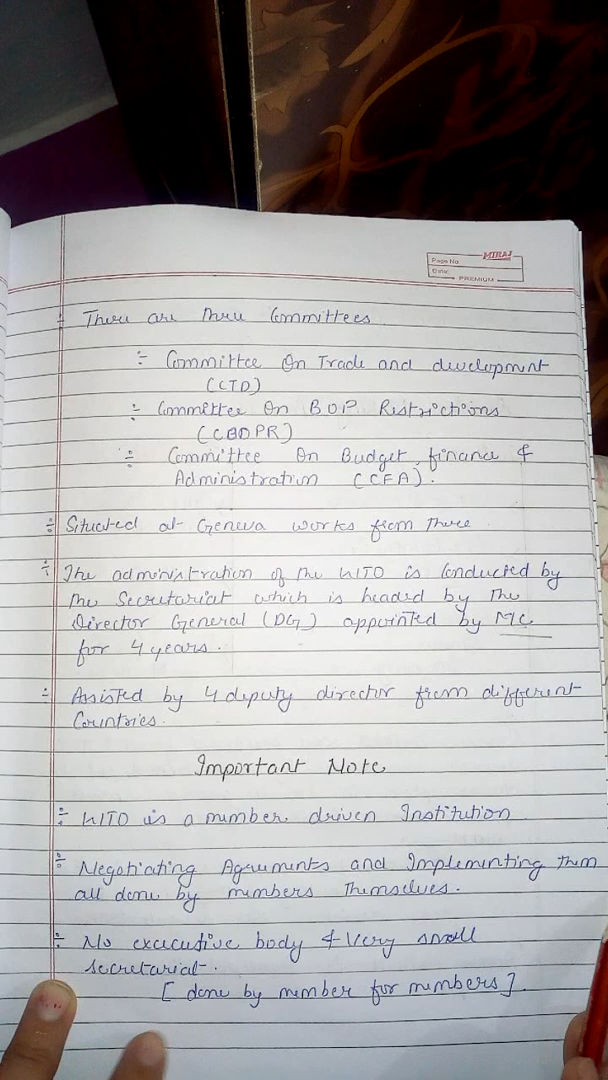 MIRAJ
Page No.
Date:
PREMIUM
÷ There are three Committees
÷ Committee On Trade and development
(CTD)
÷ Committee On BOP Restrictions
(CBOPR)
÷ Committee On Budget, finance &
Administration (CFA).
÷ Situated at Geneva works from there
÷ The administration of the WTO is Conducted by
the Secretariat which is headed by the
Director General (DG) appointed by MC
for 4 years.
÷ Assisted by 4 deputy director from different
Countries.
Important Note
÷ WTO is a member driven Institution
÷ Negotiating Agreements and Implementing them
all done by members themselves.
÷ No executive body & Very small
secretariat.
[ done by member for members ]